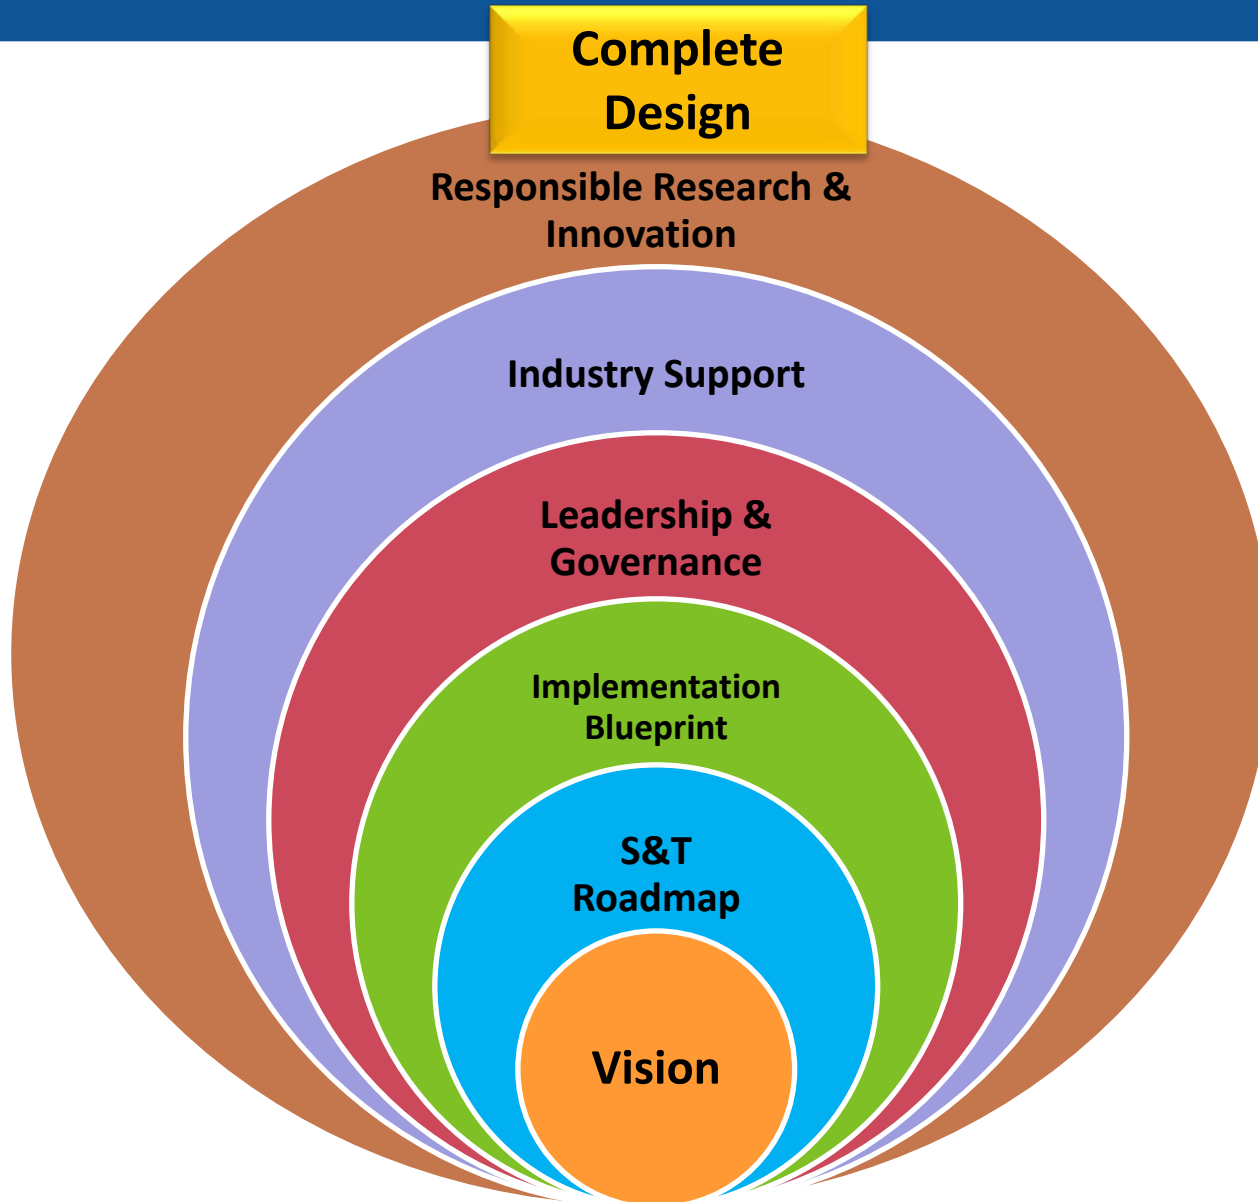 Complete
Design
Responsible Research &
Innovation
Industry Support
Leadership &
Governance
Implementation
Blueprint
S&T
Roadmap
Vision